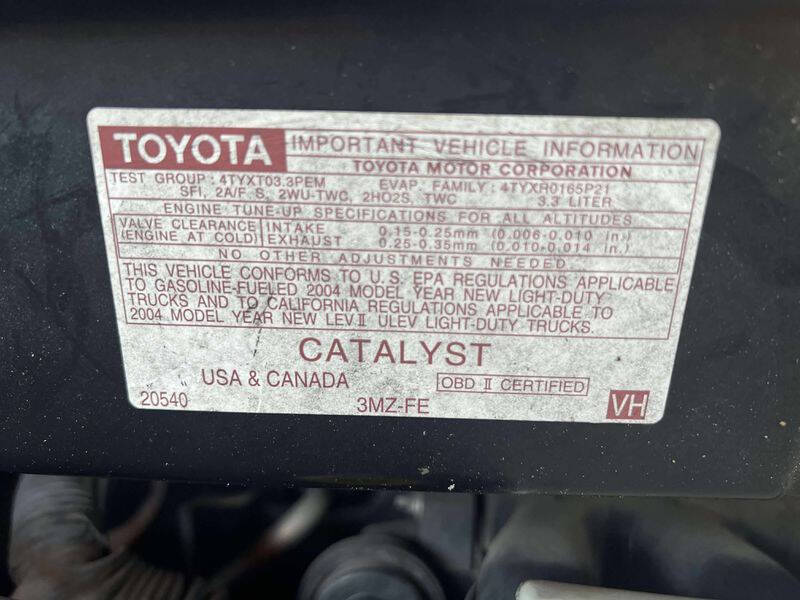 TOYOTA IMPORTANT VEHICLE INFORMATION
TOYOTA MOTOR CORPORATION
TEST GROUP : 4TYXT03.3PEM EVAP. FAMILY : 4TYXR0165P21
SFI, 2A/F S, 2WU-TWC, 2HO2S, TWC 3.3 LITER
ENGINE TUNE-UP SPECIFICATIONS FOR ALL ALTITUDES
VALVE CLEARANCE INTAKE 0.15-0.25mm (0.006-0.010 in.)
(ENGINE AT COLD) EXHAUST 0.25-0.35mm (0.010-0.014 in.)
NO OTHER ADJUSTMENTS NEEDED.
THIS VEHICLE CONFORMS TO U.S. EPA REGULATIONS APPLICABLE
TO GASOLINE-FUELED 2004 MODEL YEAR NEW LIGHT-DUTY
TRUCKS AND TO CALIFORNIA REGULATIONS APPLICABLE TO
2004 MODEL YEAR NEW LEV II ULEV LIGHT-DUTY TRUCKS.
CATALYST
USA & CANADA OBD II CERTIFIED
20540 3MZ-FE VH